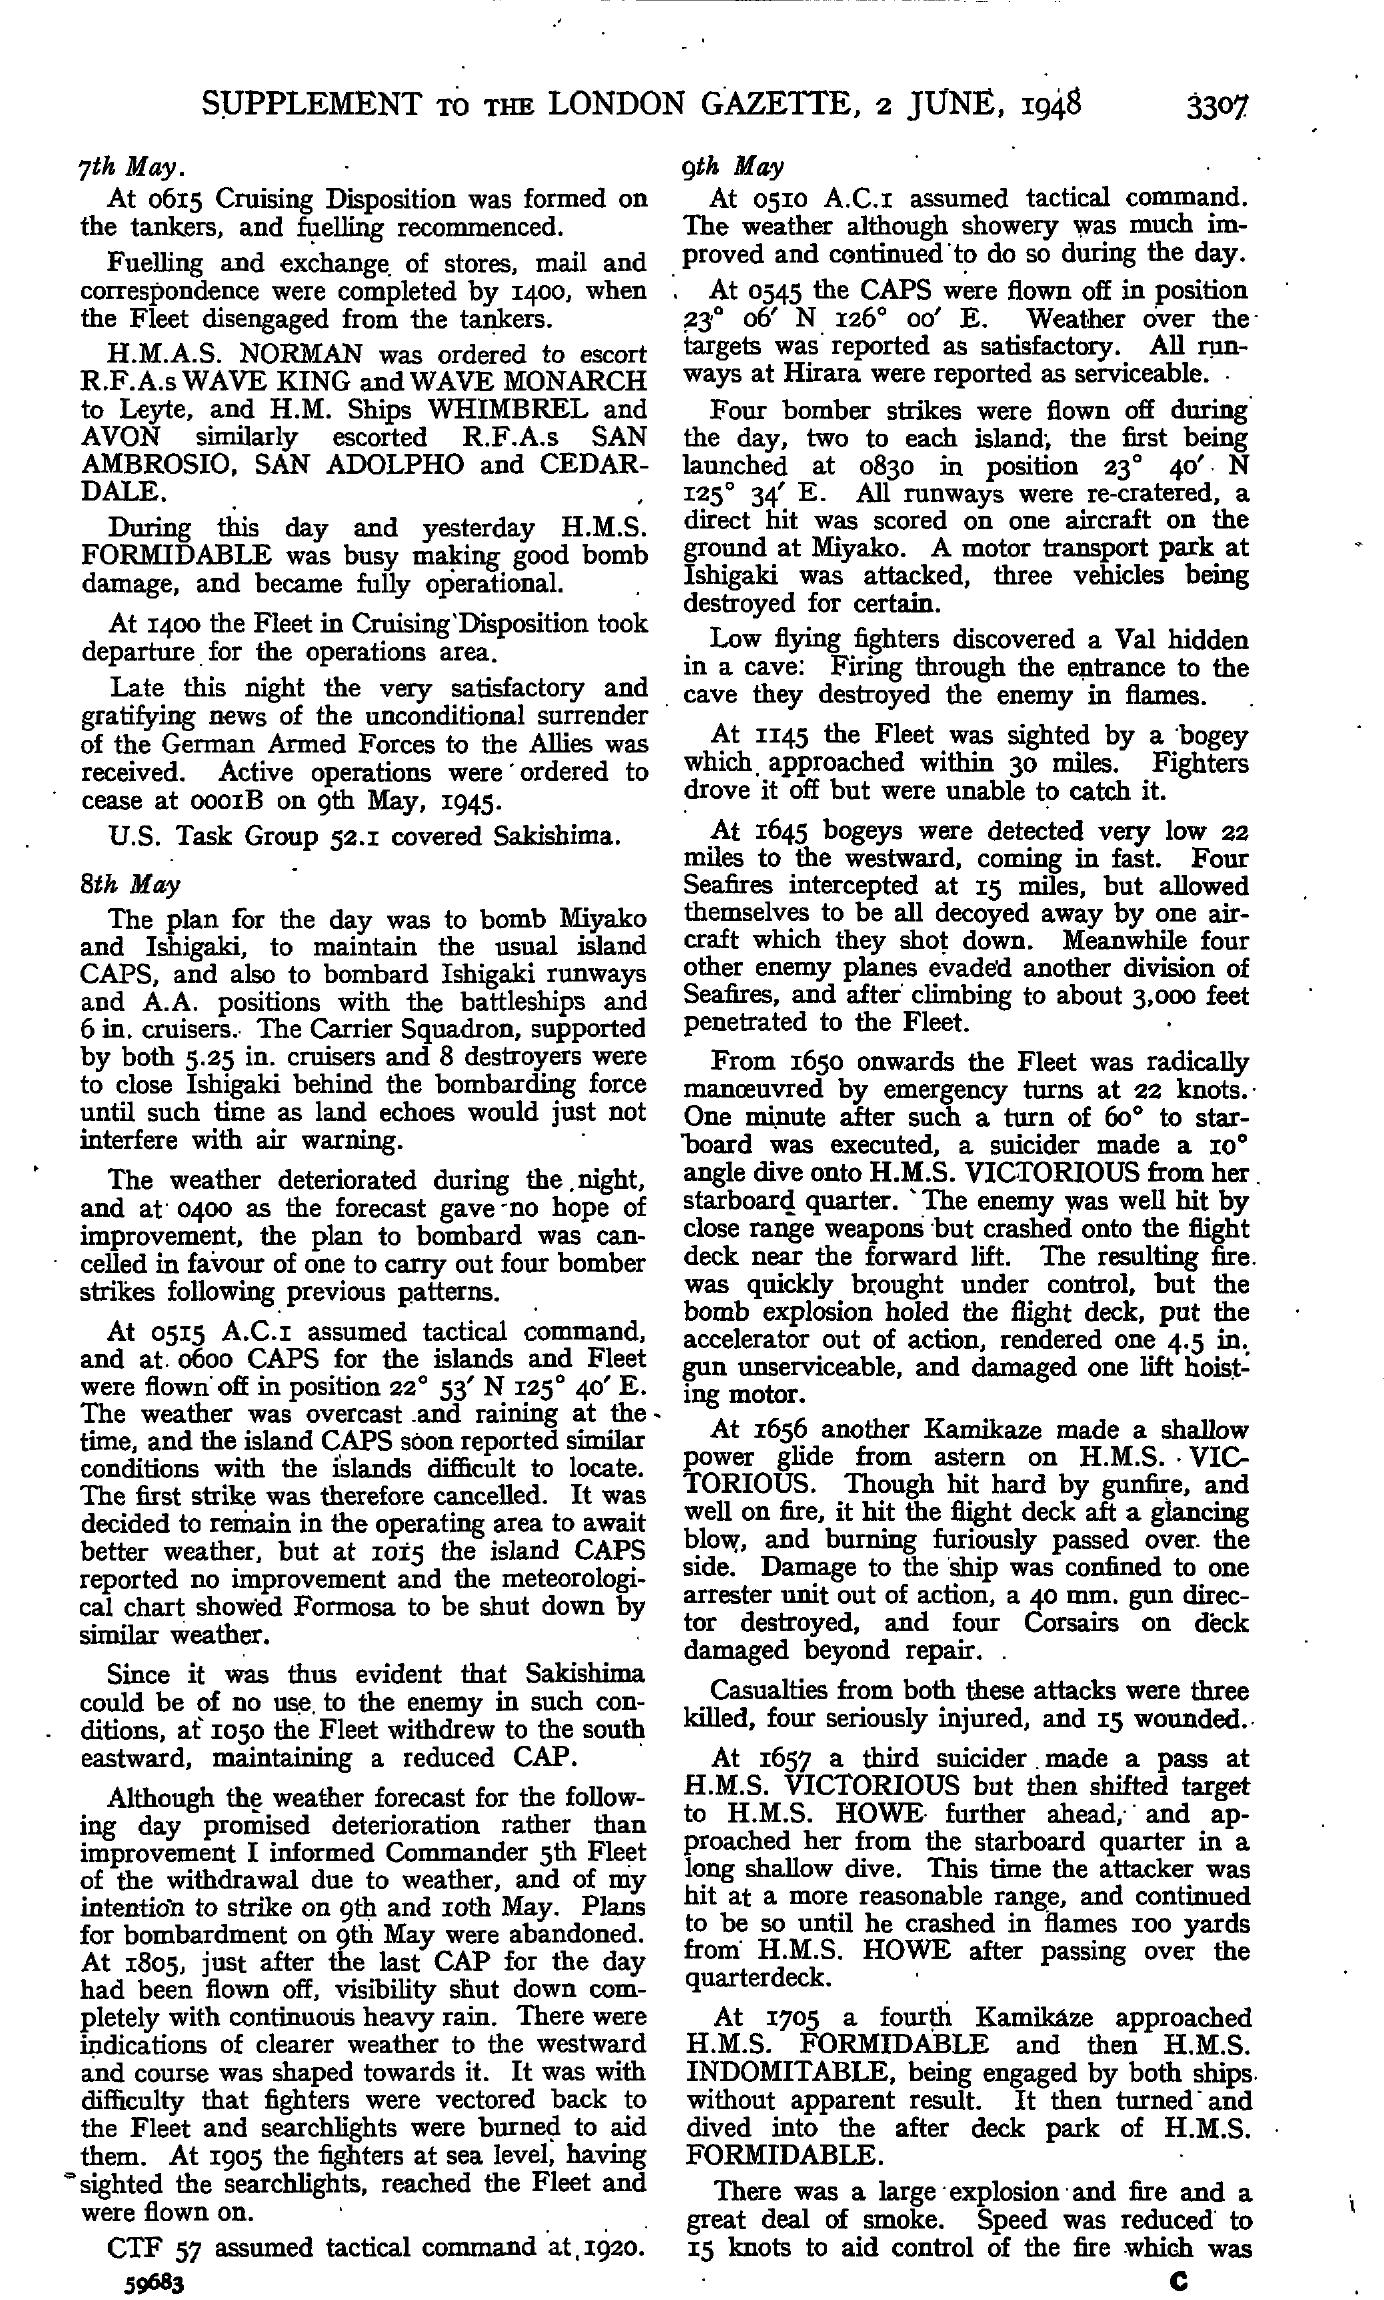 SUPPLEMENT TO THE LONDON GAZETTE, 2 JUNE, 1948 3307
7th May.
At 0615 Cruising Disposition was formed on
the tankers, and fuelling recommenced.
Fuelling and exchange of stores, mail and
correspondence were completed by 1400, when
the Fleet disengaged from the tankers.
H.M.A.S. NORMAN was ordered to escort
R.F.A.s WAVE KING and WAVE MONARCH
to Leyte, and H.M. Ships WHIMBREL and
AVON similarly escorted R.F.A.s SAN
AMBROSIO, SAN ADOLPHO and CEDAR-
DALE.
During this day and yesterday H.M.S.
FORMIDABLE was busy making good bomb
damage, and became fully operational.
At 1400 the Fleet in Cruising Disposition took
departure for the operations area.
Late this night the very satisfactory and
gratifying news of the unconditional surrender
of the German Armed Forces to the Allies was
received. Active operations were ordered to
cease at 0001B on 9th May, 1945.
U.S. Task Group 52.1 covered Sakishima.
8th May
The plan for the day was to bomb Miyako
and Ishigaki, to maintain the usual island
CAPS, and also to bombard Ishigaki runways
and A.A. positions with the battleships and
6 in. cruisers. The Carrier Squadron, supported
by both 5.25 in. cruisers and 8 destroyers were
to close Ishigaki behind the bombarding force
until such time as land echoes would just not
interfere with air warning.
The weather deteriorated during the night,
and at 0400 as the forecast gave no hope of
improvement, the plan to bombard was can-
celled in favour of one to carry out four bomber
strikes following previous patterns.
At 0515 A.C.1 assumed tactical command,
and at 0600 CAPS for the islands and Fleet
were flown off in position 22° 53′ N 125° 40′ E.
The weather was overcast and raining at the
time, and the island CAPS soon reported similar
conditions with the islands difficult to locate.
The first strike was therefore cancelled. It was
decided to remain in the operating area to await
better weather, but at 1015 the island CAPS
reported no improvement and the meteorologi-
cal chart showed Formosa to be shut down by
similar weather.
Since it was thus evident that Sakishima
could be of no use to the enemy in such con-
ditions, at 1050 the Fleet withdrew to the south
eastward, maintaining a reduced CAP.
Although the weather forecast for the follow-
ing day promised deterioration rather than
improvement I informed Commander 5th Fleet
of the withdrawal due to weather, and of my
intention to strike on 9th and 10th May. Plans
for bombardment on 9th May were abandoned.
At 1805, just after the last CAP for the day
had been flown off, visibility shut down com-
pletely with continuous heavy rain. There were
indications of clearer weather to the westward
and course was shaped towards it. It was with
difficulty that fighters were vectored back to
the Fleet and searchlights were burned to aid
them. At 1905 the fighters at sea level, having
sighted the searchlights, reached the Fleet and
were flown on.
CTF 57 assumed tactical command at 1920.
59683
9th May
At 0510 A.C.1 assumed tactical command.
The weather although showery was much im-
proved and continued to do so during the day.
At 0545 the CAPS were flown off in position
23° 06′ N 126° 00′ E. Weather over the
targets was reported as satisfactory. All run-
ways at Hirara were reported as serviceable.
Four bomber strikes were flown off during
the day, two to each island, the first being
launched at 0830 in position 23° 40′ N
125° 34′ E. All runways were re-cratered, a
direct hit was scored on one aircraft on the
ground at Miyako. A motor transport park at
Ishigaki was attacked, three vehicles being
destroyed for certain.
Low flying fighters discovered a Val hidden
in a cave: Firing through the entrance to the
cave they destroyed the enemy in flames.
At 1145 the Fleet was sighted by a bogey
which approached within 30 miles. Fighters
drove it off but were unable to catch it.
At 1645 bogeys were detected very low 22
miles to the westward, coming in fast. Four
Seafires intercepted at 15 miles, but allowed
themselves to be all decoyed away by one air-
craft which they shot down. Meanwhile four
other enemy planes evaded another division of
Seafires, and after climbing to about 3,000 feet
penetrated to the Fleet.
From 1650 onwards the Fleet was radically
manœuvred by emergency turns at 22 knots.
One minute after such a turn of 60° to star-
board was executed, a suicider made a 10°
angle dive onto H.M.S. VICTORIOUS from her
starboard quarter. The enemy was well hit by
close range weapons but crashed onto the flight
deck near the forward lift. The resulting fire
was quickly brought under control, but the
bomb explosion holed the flight deck, put the
accelerator out of action, rendered one 4.5 in.
gun unserviceable, and damaged one lift hoist-
ing motor.
At 1656 another Kamikaze made a shallow
power glide from astern on H.M.S. VIC-
TORIOUS. Though hit hard by gunfire, and
well on fire, it hit the flight deck aft a glancing
blow, and burning furiously passed over the
side. Damage to the ship was confined to one
arrester unit out of action, a 40 mm. gun direc-
tor destroyed, and four Corsairs on deck
damaged beyond repair.
Casualties from both these attacks were three
killed, four seriously injured, and 15 wounded.
At 1657 a third suicider made a pass at
H.M.S. VICTORIOUS but then shifted target
to H.M.S. HOWE further ahead, and ap-
proached her from the starboard quarter in a
long shallow dive. This time the attacker was
hit at a more reasonable range, and continued
to be so until he crashed in flames 100 yards
from H.M.S. HOWE after passing over the
quarterdeck.
At 1705 a fourth Kamikaze approached
H.M.S. FORMIDABLE and then H.M.S.
INDOMITABLE, being engaged by both ships
without apparent result. It then turned and
dived into the after deck park of H.M.S.
FORMIDABLE.
There was a large explosion and fire and a
great deal of smoke. Speed was reduced to
15 knots to aid control of the fire which was
C